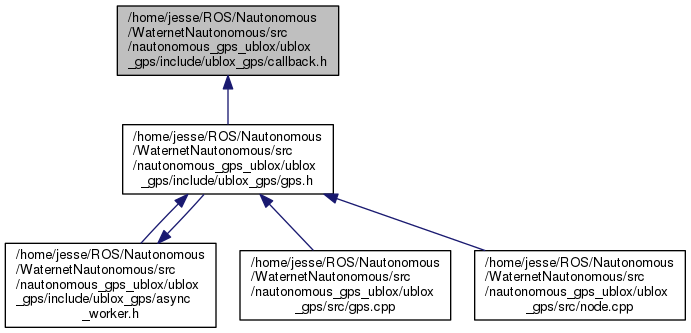 /home/jesse/ROS/Nautonomous
/WaternetNautonomous/src
/nautonomous_gps_ublox/ublox
_gps/include/ublox_gps/callback.h
/home/jesse/ROS/Nautonomous
/WaternetNautonomous/src
/nautonomous_gps_ublox/ublox
_gps/include/ublox_gps/gps.h
/home/jesse/ROS/Nautonomous
/WaternetNautonomous/src
/nautonomous_gps_ublox/ublox
_gps/include/ublox_gps/async
_worker.h
/home/jesse/ROS/Nautonomous
/WaternetNautonomous/src
/nautonomous_gps_ublox/ublox
_gps/src/gps.cpp
/home/jesse/ROS/Nautonomous
/WaternetNautonomous/src
/nautonomous_gps_ublox/ublox
_gps/src/node.cpp